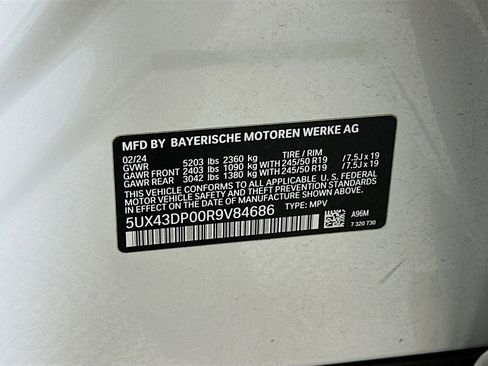 MFD BY BAYERISCHE MOTOREN WERKE AG
02/24 TIRE / RIM
GVWR 5203 lbs 2360 kg
GAWR FRONT 2403 lbs 1090 kg 245/50 R19 /7.5J x 19
GAWR REAR 3042 lbs 1380 kg 245/50 R19 /7.5J x 19
THIS VEHICLE CONFORMS TO ALL APPLICABLE U.S. FEDERAL
MOTOR VEHICLE SAFETY, BUMPER, AND THEFT PREVENTION
STANDARDS IN EFFECT ON THE DATE OF MANUFACTURE SHOWN ABOVE.
5UX43DP00R9V84686 TYPE: MPV
A96M
7 320 730